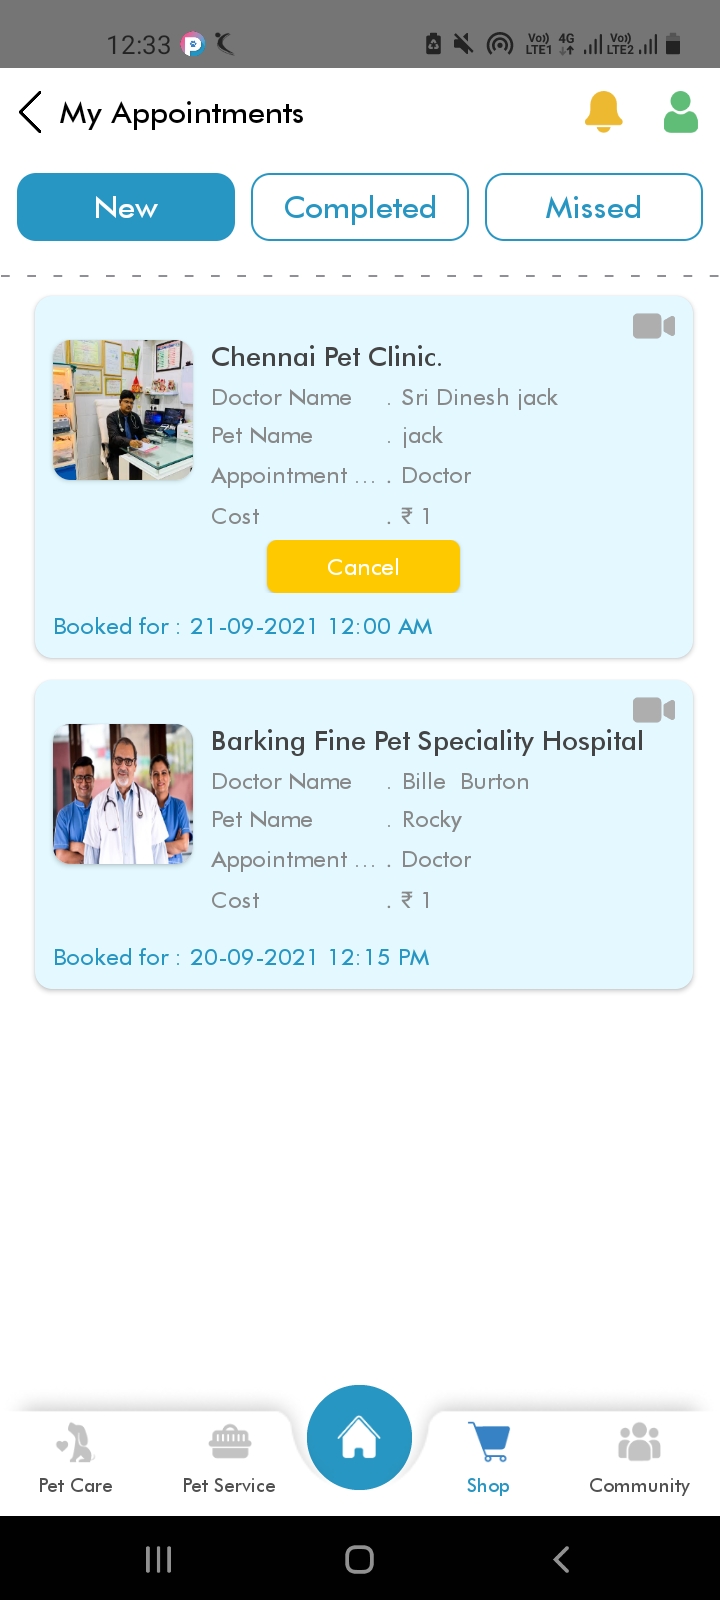 12:33
Vo)) 4G Vo))
LTE1 LTE2
My Appointments
New Completed Missed
Chennai Pet Clinic.
Doctor Name . Sri Dinesh jack
Pet Name . jack
Appointment ... . Doctor
Cost . ₹ 1
Cancel
Booked for : 21-09-2021 12:00 AM
Barking Fine Pet Speciality Hospital
Doctor Name . Bille  Burton
Pet Name . Rocky
Appointment ... . Doctor
Cost . ₹ 1
Booked for : 20-09-2021 12:15 PM
Pet Care Pet Service Shop Community